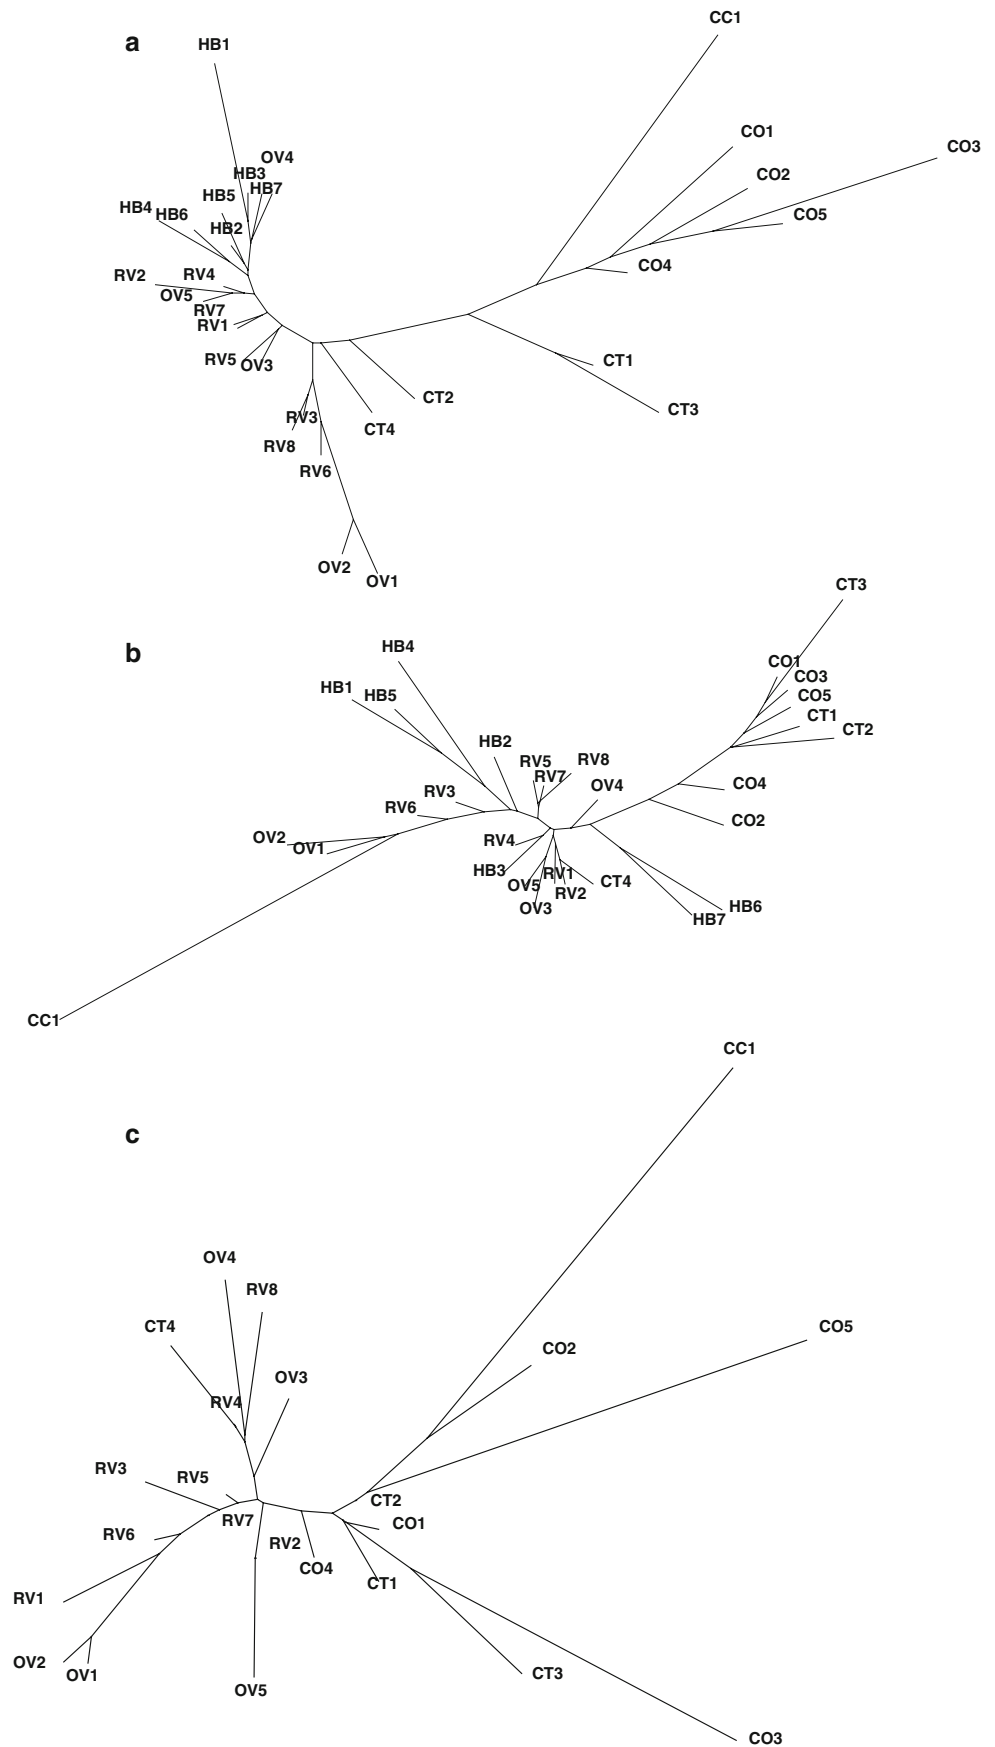 a
HB1
CC1
CO1
CO3
OV4
HB3
HB7
CO2
HB5
HB4
HB6
CO5
HB2
CO4
RV2
RV4
OV5
RV7
RV1
RV5
OV3
CT1
CT2
CT3
RV3
CT4
RV8
RV6
OV2
OV1
b
CT3
HB4
CO1
CO3
HB1
HB5
CO5
CT1
CT2
HB2
RV5
RV8
RV7
OV4
CO4
RV3
RV6
CO2
OV2
OV1
RV4
HB3
RV1
OV5
RV2
CT4
OV3
HB6
HB7
CC1
c
CC1
OV4
RV8
CT4
CO5
CO2
OV3
RV4
RV3
RV5
CT2
RV7
CO1
RV6
RV2
CO4
CT1
RV1
OV2
OV1
CT3
OV5
CO3